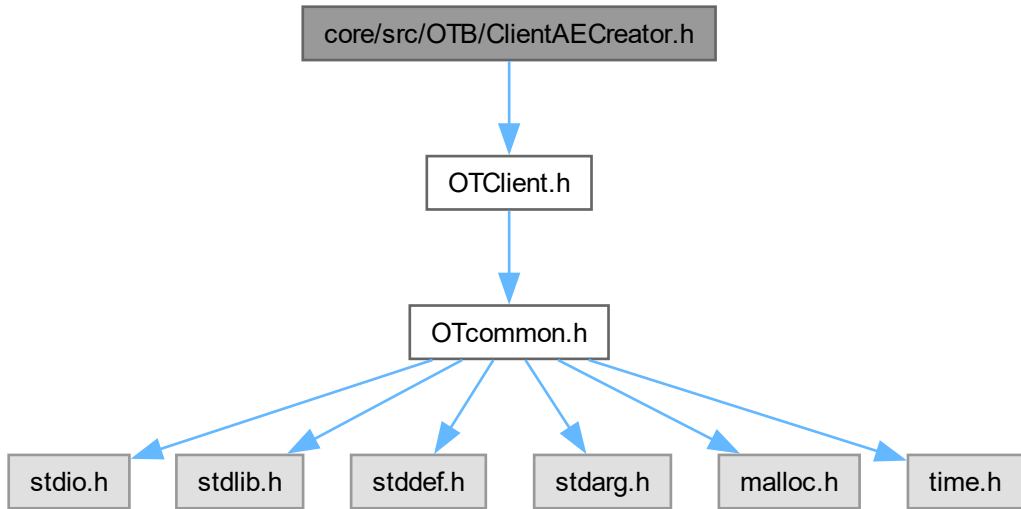 core/src/OTB/ClientAECreator.h
OTClient.h
OTcommon.h
stdio.h
stdlib.h
stddef.h
stdarg.h
malloc.h
time.h